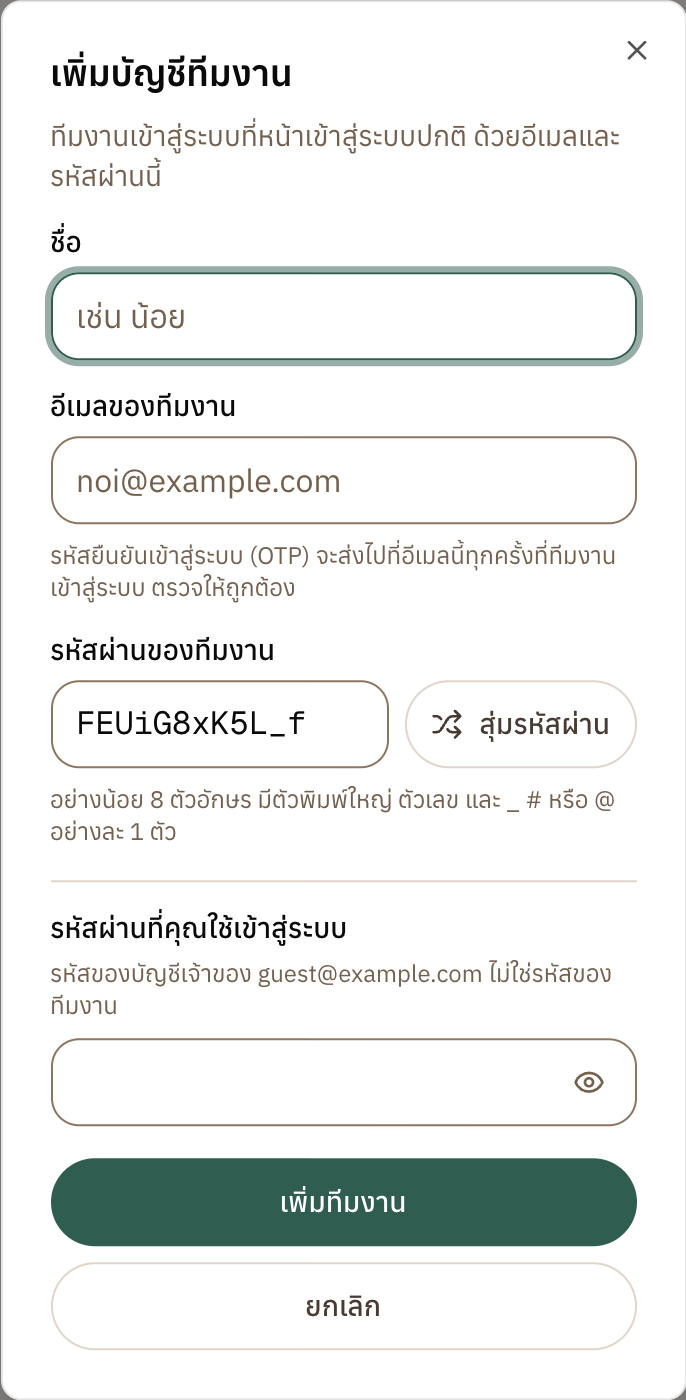 เพิ่มบัญชีทีมงาน
ทีมงานเข้าสู่ระบบที่หน้าเข้าสู่ระบบปกติ ด้วยอีเมลและ
รหัสผ่านนี้
ชื่อ
เช่น น้อย
อีเมลของทีมงาน
noi@example.com
รหัสยืนยันเข้าสู่ระบบ (OTP) จะส่งไปที่อีเมลนี้ทุกครั้งที่ทีมงาน
เข้าสู่ระบบ ตรวจให้ถูกต้อง
รหัสผ่านของทีมงาน
FEUiG8xK5L_f
สุ่มรหัสผ่าน
อย่างน้อย 8 ตัวอักษร มีตัวพิมพ์ใหญ่ ตัวเลข และ _ # หรือ @
อย่างละ 1 ตัว
รหัสผ่านที่คุณใช้เข้าสู่ระบบ
รหัสของบัญชีเจ้าของ guest@example.com ไม่ใช่รหัสของ
ทีมงาน
เพิ่มทีมงาน
ยกเลิก